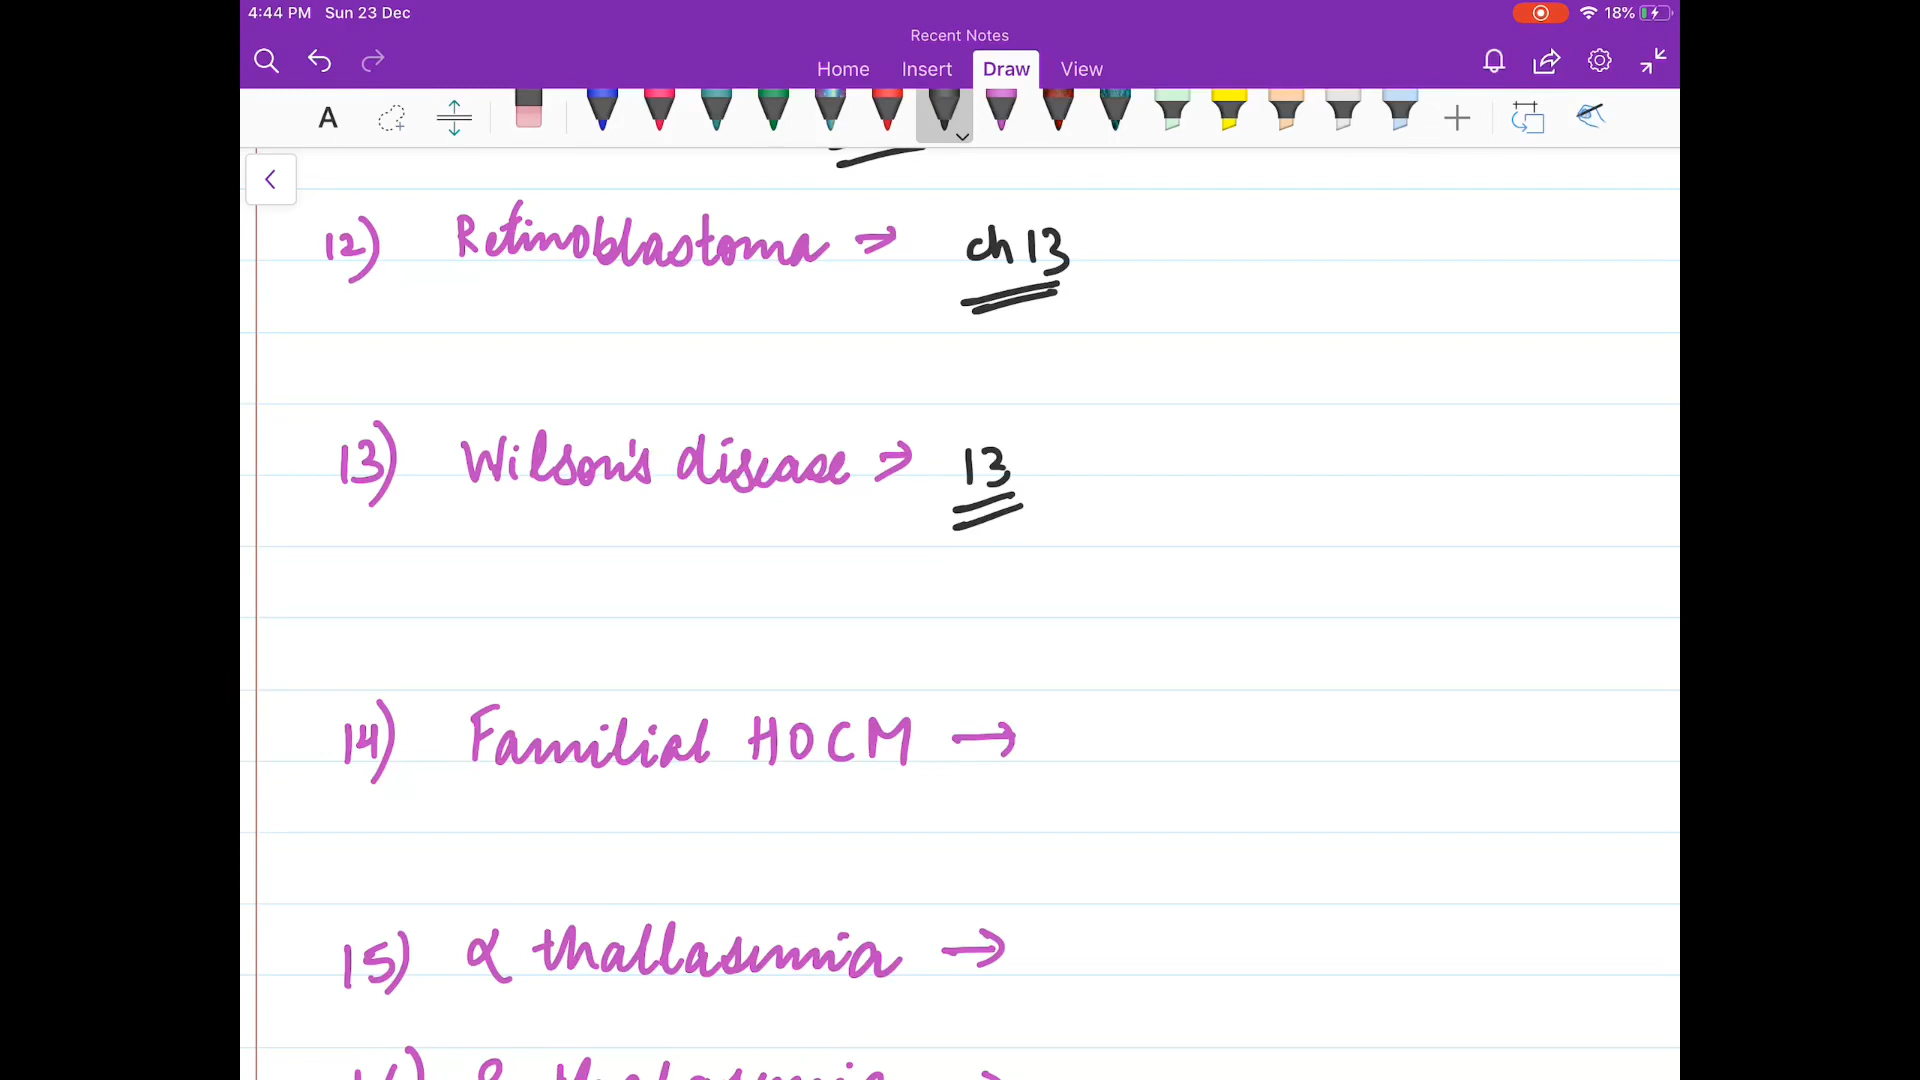 4:44 PM Sun 23 Dec 18%
Recent Notes
Home Insert Draw View
A
12) Retinoblastoma → ch 13
13) Wilson's disease → 13
14) Familial HOCM →
15) α thallasemia →